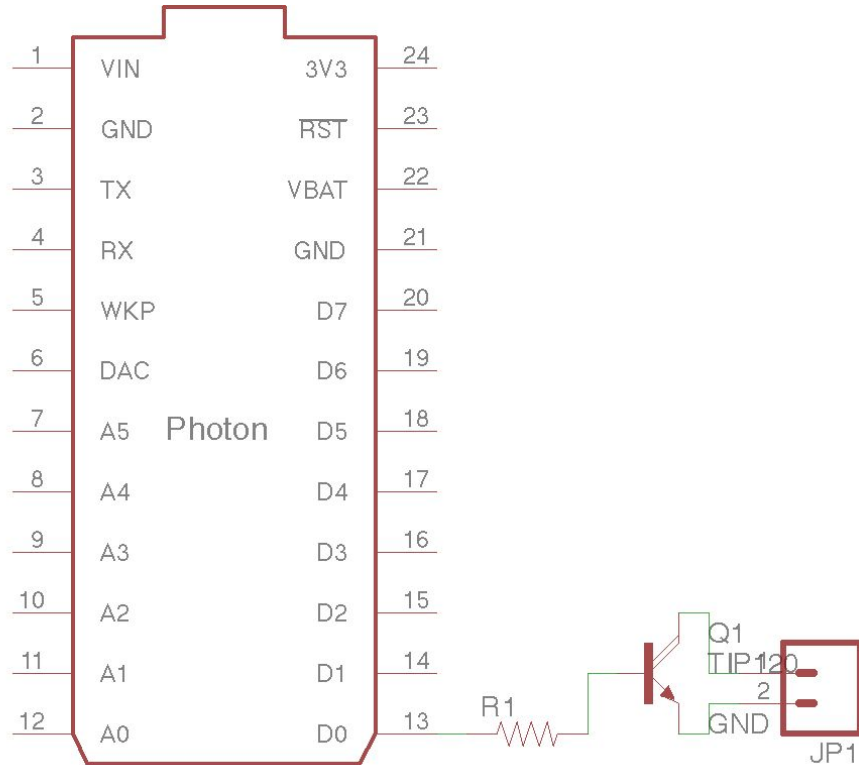 1 VIN 3V3 24
2 GND RST 23
3 TX VBAT 22
4 RX GND 21
5 WKP D7 20
6 DAC D6 19
7 A5 Photon D5 18
8 A4 D4 17
9 A3 D3 16
10 A2 D2 15
Q1
11 A1 D1 14 TIP120 1
2
R1
12 A0 D0 13 GND
JP1